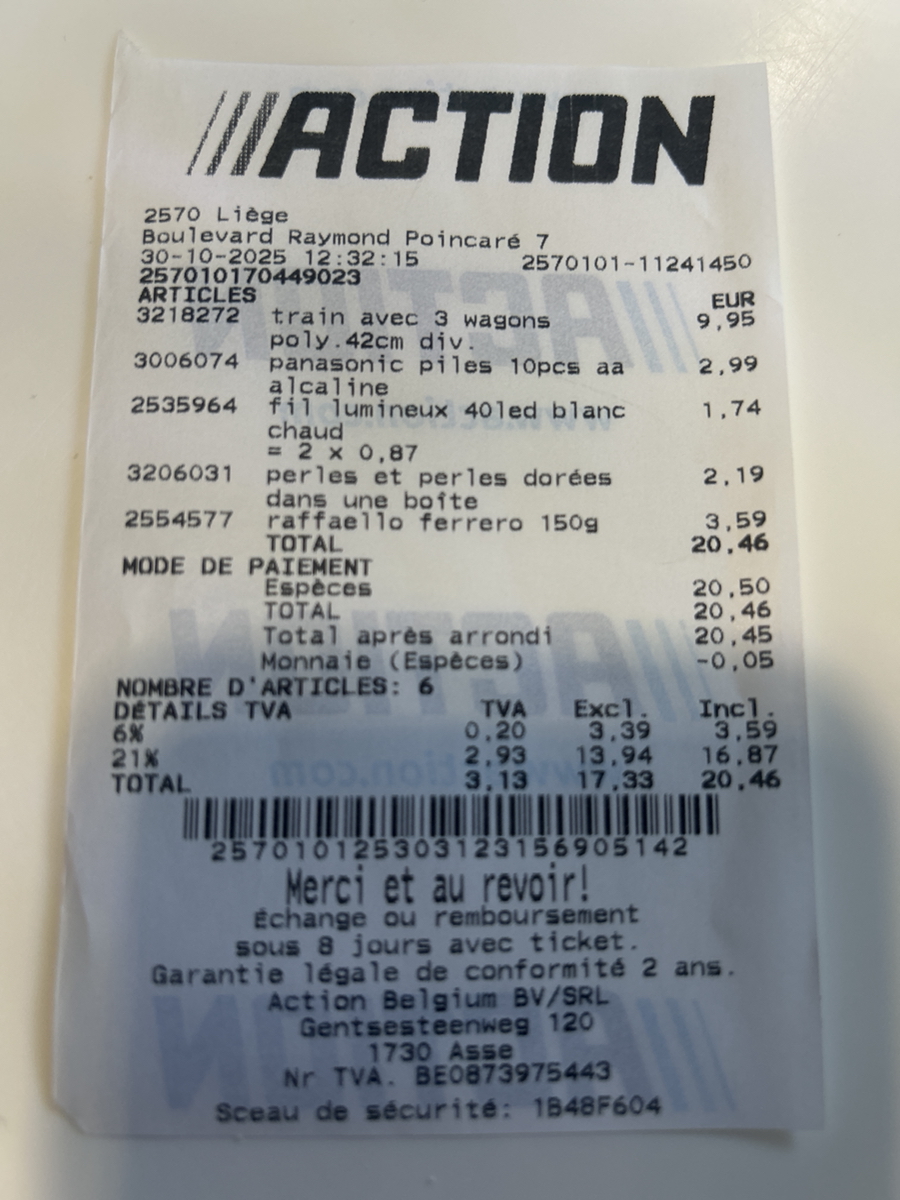 ///ACTION
2570 Liège
Boulevard Raymond Poincaré 7
30-10-2025 12:32:15 2570101-11241450
257010170449023
ARTICLES EUR
3218272 train avec 3 wagons 9,95
poly.42cm div.
3006074 panasonic piles 10pcs aa 2,99
alcaline
2535964 fil lumineux 40led blanc 1,74
chaud
= 2 x 0,87
3206031 perles et perles dorées 2,19
dans une boîte
2554577 raffaello ferrero 150g 3,59
TOTAL 20,46
MODE DE PAIEMENT
Espèces 20,50
TOTAL 20,46
Total après arrondi 20,45
Monnaie (Espèces) -0,05
NOMBRE D'ARTICLES: 6
DÉTAILS TVA TVA Excl. Incl.
6% 0,20 3,39 3,59
21% 2,93 13,94 16,87
TOTAL 3,13 17,33 20,46
257010125303123156905142
Merci et au revoir!
Échange ou remboursement
sous 8 jours avec ticket.
Garantie légale de conformité 2 ans.
Action Belgium BV/SRL
Gentsesteenweg 120
1730 Asse
Nr TVA. BE0873975443
Sceau de sécurité: 1B48F604